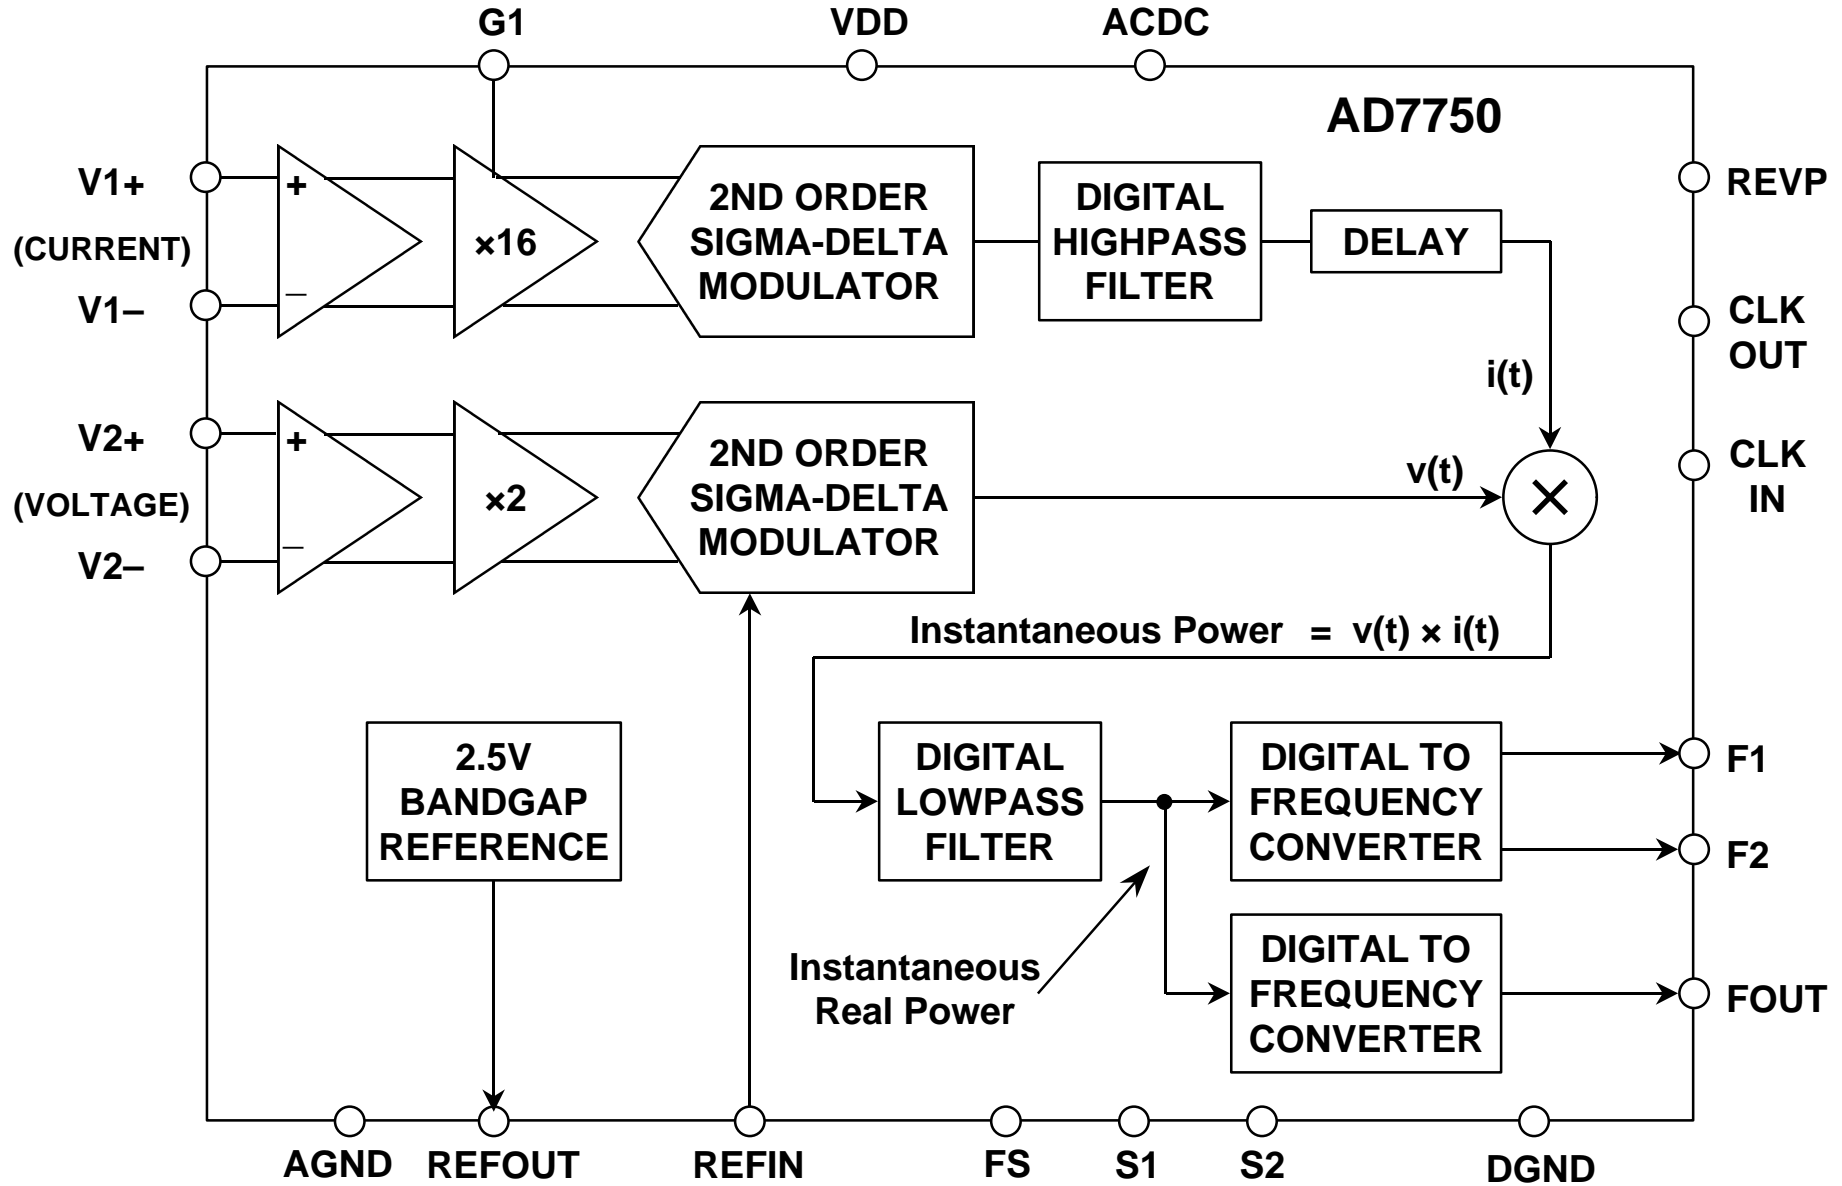 G1
VDD
ACDC
AD7750
V1+
(CURRENT)
V1–
+
–
×16
2ND ORDER
SIGMA-DELTA
MODULATOR
DIGITAL
HIGHPASS
FILTER
DELAY
REVP
CLK
OUT
i(t)
V2+
(VOLTAGE)
V2–
+
–
×2
2ND ORDER
SIGMA-DELTA
MODULATOR
v(t)
×
CLK
IN
Instantaneous Power = v(t) × i(t)
2.5V
BANDGAP
REFERENCE
DIGITAL
LOWPASS
FILTER
DIGITAL TO
FREQUENCY
CONVERTER
F1
F2
Instantaneous
Real Power
DIGITAL TO
FREQUENCY
CONVERTER
FOUT
AGND
REFOUT
REFIN
FS
S1
S2
DGND